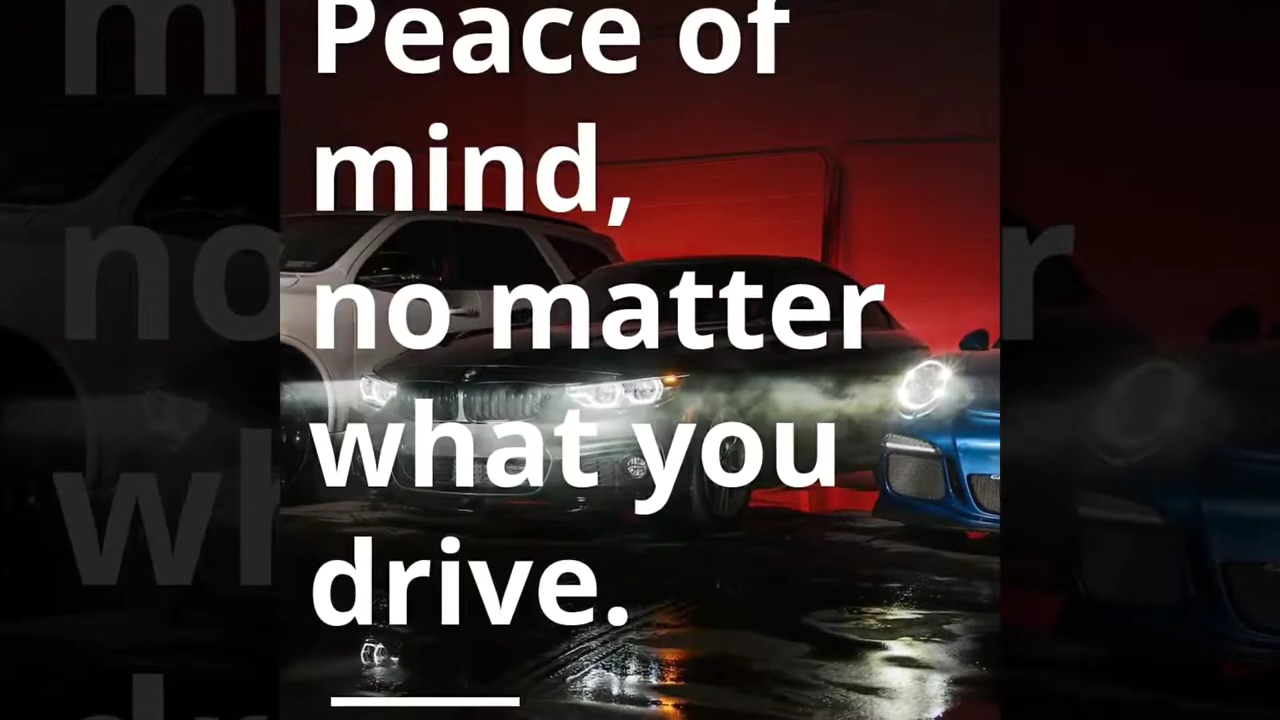 Peace of
mind,
no matter
what you
drive.